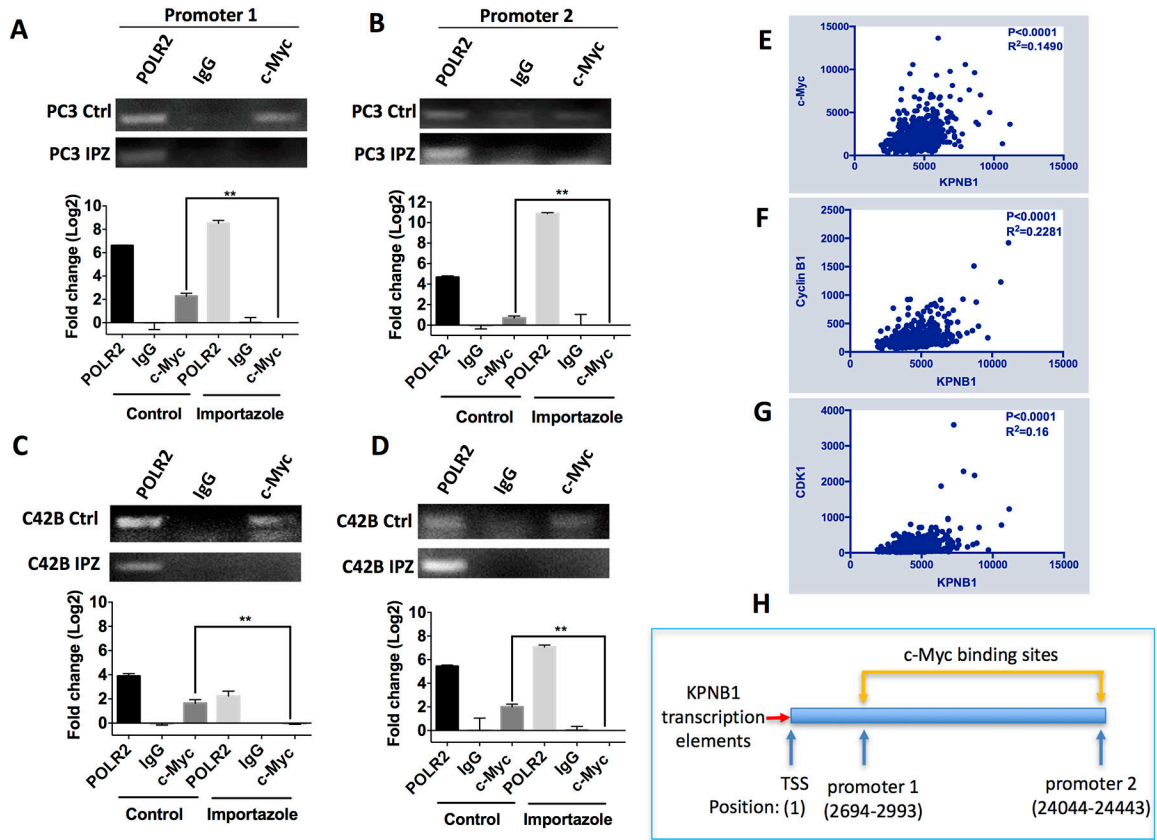 A
Promoter 1
POLR2
IgG
c-Myc
PC3 Ctrl
PC3 IPZ
**
Fold change (Log2)
10
8
6
4
2
0
POLR2
IgG
c-Myc
POLR2
IgG
c-Myc
Control
Importazole
B
Promoter 2
POLR2
IgG
c-Myc
PC3 Ctrl
PC3 IPZ
**
Fold change (Log2)
12
10
8
6
4
2
0
POLR2
IgG
c-Myc
POLR2
IgG
c-Myc
Control
Importazole
C
POLR2
IgG
c-Myc
C42B Ctrl
C42B IPZ
**
Fold change (Log2)
10
8
6
4
2
0
POLR2
IgG
c-Myc
POLR2
IgG
c-Myc
Control
Importazole
D
POLR2
IgG
c-Myc
C42B Ctrl
C42B IPZ
**
Fold change (Log2)
10
8
6
4
2
0
POLR2
IgG
c-Myc
POLR2
IgG
c-Myc
Control
Importazole
E
P<0.0001
R²=0.1490
c-Myc
15000
10000
5000
0
0 5000 10000 15000
KPNB1
F
P<0.0001
R²=0.2281
Cyclin B1
2500
2000
1500
1000
500
0
0 5000 10000 15000
KPNB1
G
P<0.0001
R²=0.16
CDK1
4000
3000
2000
1000
0
0 5000 10000 15000
KPNB1
H
c-Myc binding sites
KPNB1
transcription
elements
TSS
Position: (1)
promoter 1
(2694-2993)
promoter 2
(24044-24443)